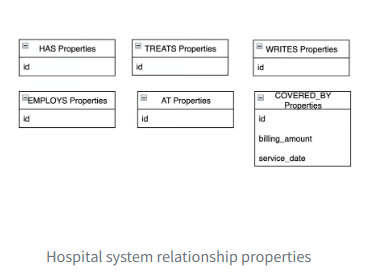 HAS Properties
id
TREATS Properties
id
WRITES Properties
id
EMPLOYS Properties
id
AT Properties
id
COVERED_BY
Properties
id
billing_amount
service_date
Hospital system relationship properties